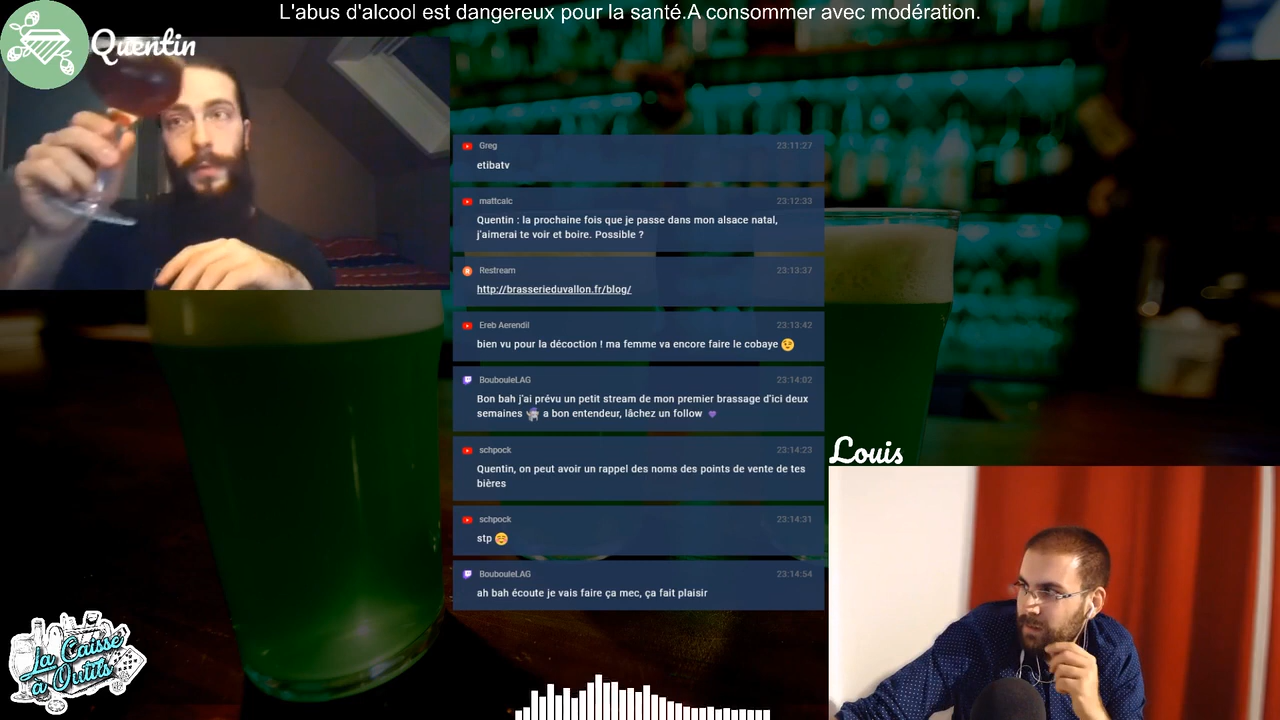 L'abus d'alcool est dangereux pour la santé.A consommer avec modération.
Quentin
Greg 23:11:27
etibatv
mattcalc 23:12:33
Quentin : la prochaine fois que je passe dans mon alsace natal,
j'aimerai te voir et boire. Possible ?
Restream 23:13:37
http://brasserieduvallon.fr/blog/
Ereb Aerendil 23:13:42
bien vu pour la décoction ! ma femme va encore faire le cobaye 🥺
BoubouleLAG 23:14:02
Bon bah j'ai prévu un petit stream de mon premier brassage d'ici deux
semaines a bon entendeur, lâchez un follow 💜
schpock 23:14:23
Quentin, on peut avoir un rappel des noms des points de vente de tes
bières
schpock 23:14:31
stp ☺️
BoubouleLAG 23:14:54
ah bah écoute je vais faire ça mec, ça fait plaisir
Louis
La Caisse
à Outils